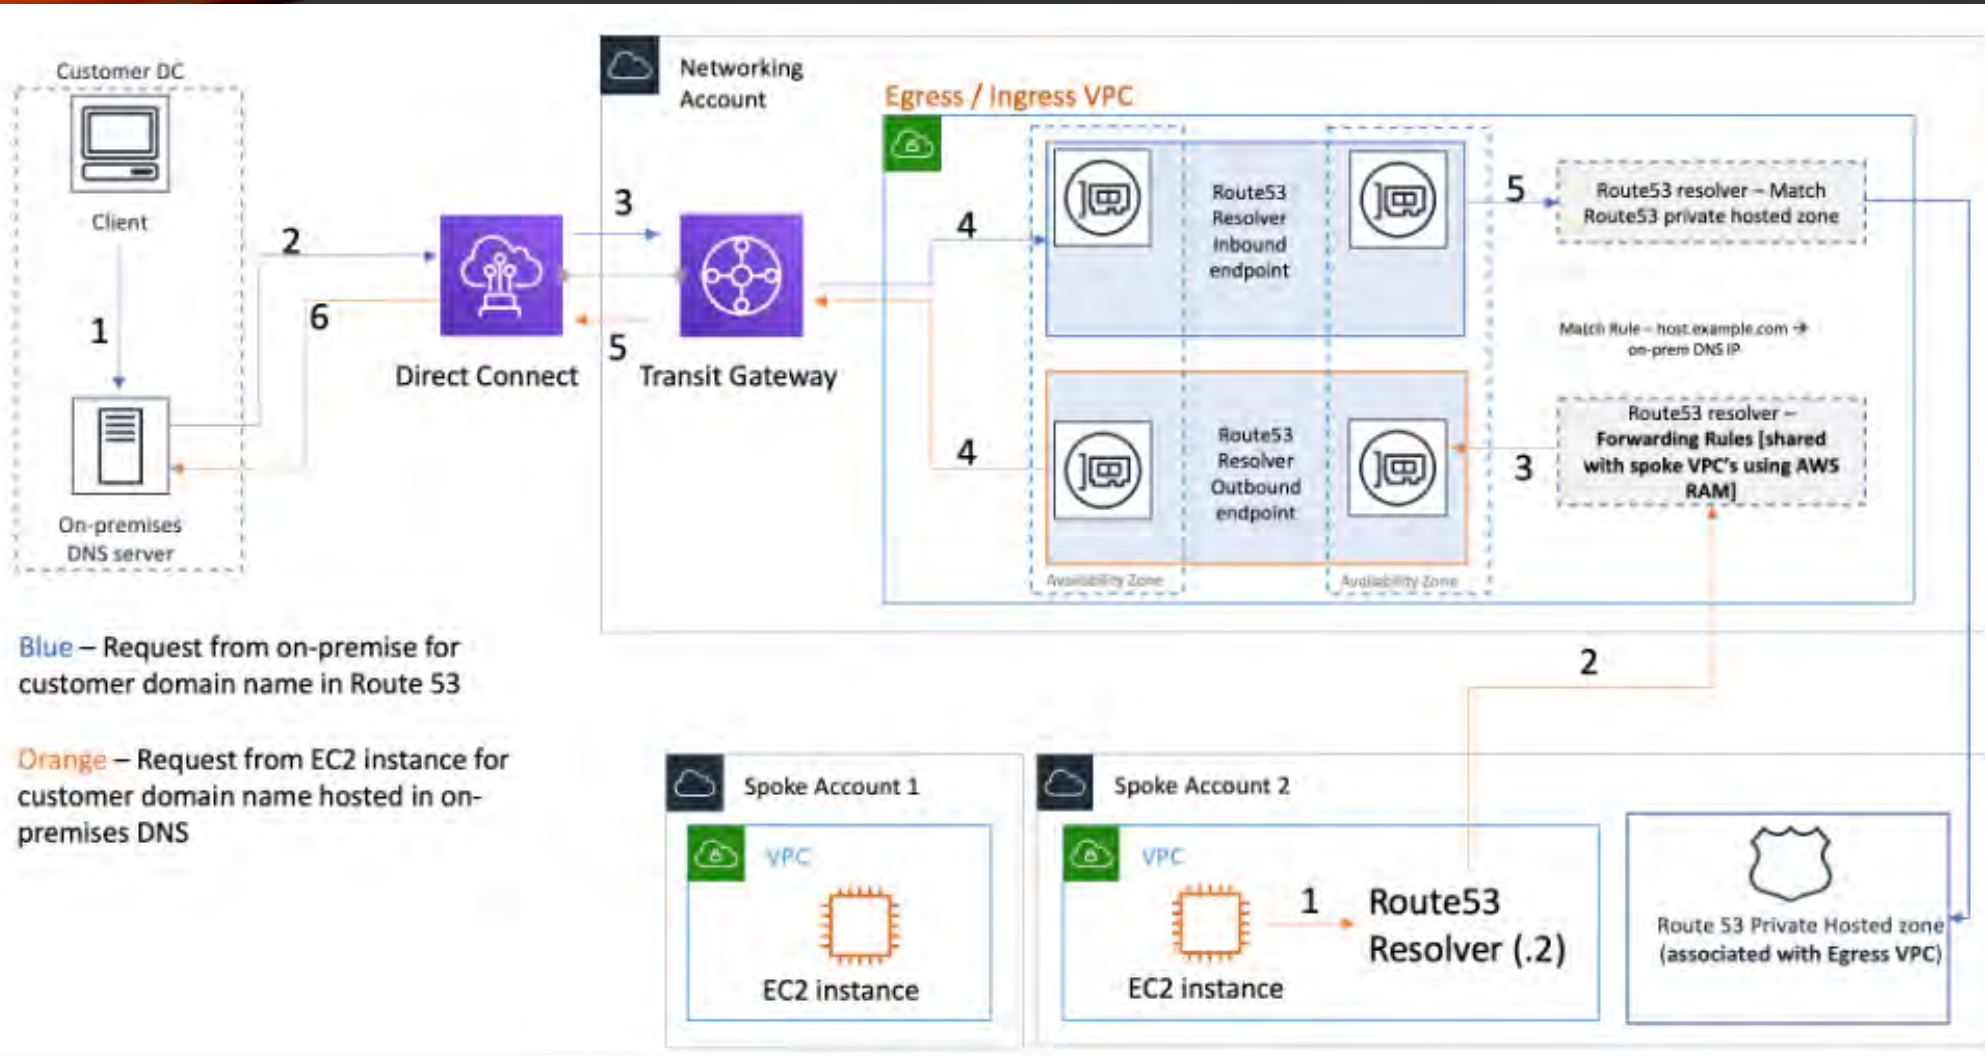 Customer DC
Client
1
On-premises
DNS server
2
6
Direct Connect
3
5
Transit Gateway
Networking
Account
Egress / Ingress VPC
4
4
Route53
Resolver
Inbound
endpoint
Route53
Resolver
Outbound
endpoint
Availability Zone
Availability Zone
5
Route53 resolver – Match
Route53 private hosted zone
Match Rule – host.example.com →
on-prem DNS IP
3
Route53 resolver –
Forwarding Rules [shared
with spoke VPC's using AWS
RAM]
2
Blue – Request from on-premise for
customer domain name in Route 53
Orange – Request from EC2 instance for
customer domain name hosted in on-
premises DNS
Spoke Account 1
VPC
EC2 instance
Spoke Account 2
VPC
EC2 instance
1
Route53
Resolver (.2)
Route 53 Private Hosted zone
(associated with Egress VPC)